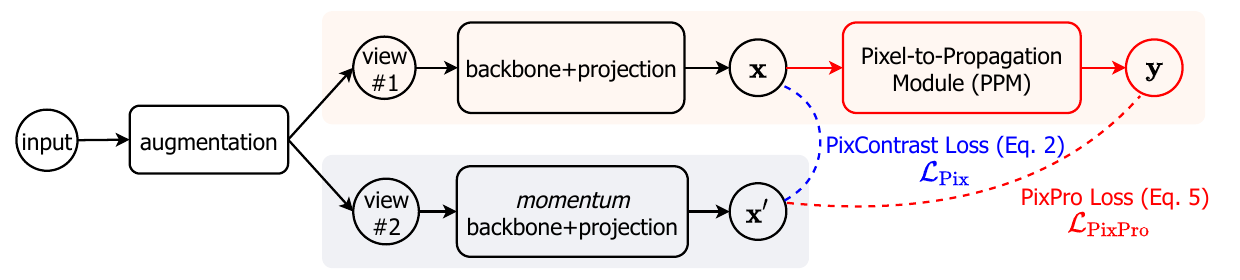 input
augmentation
view
#1
backbone+projection
x
Pixel-to-Propagation
Module (PPM)
y
PixContrast Loss (Eq. 2)
ℒPix
view
#2
momentum
backbone+projection
x′
PixPro Loss (Eq. 5)
ℒPixPro